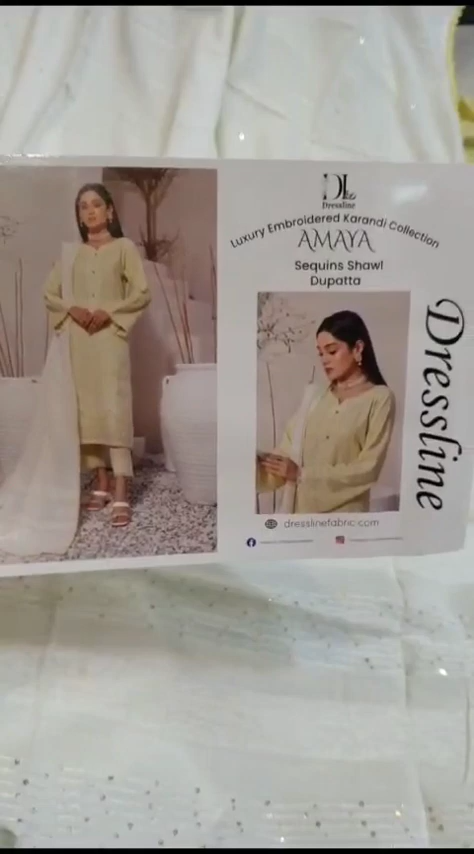 DL
Dressline
Luxury Embroidered Karandi Collection
AMAYA
Sequins Shawl
Dupatta
Dressline
dresslinefabric.com